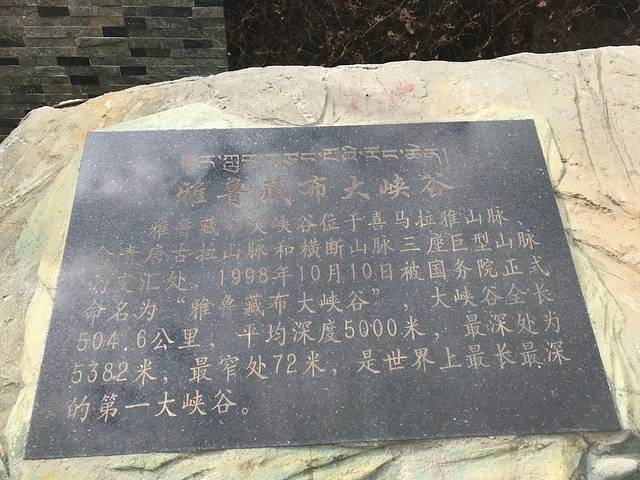 雅鲁藏布大峡谷
雅鲁藏布大峡谷位于喜马拉雅山脉、
念青唐古拉山脉和横断山脉三座巨型山脉
的交汇处，1998年10月10日被国务院正式
命名为“雅鲁藏布大峡谷”，大峡谷全长
504.6公里，平均深度5000米，最深处为
5382米，最窄处72米，是世界上最长最深
的第一大峡谷。